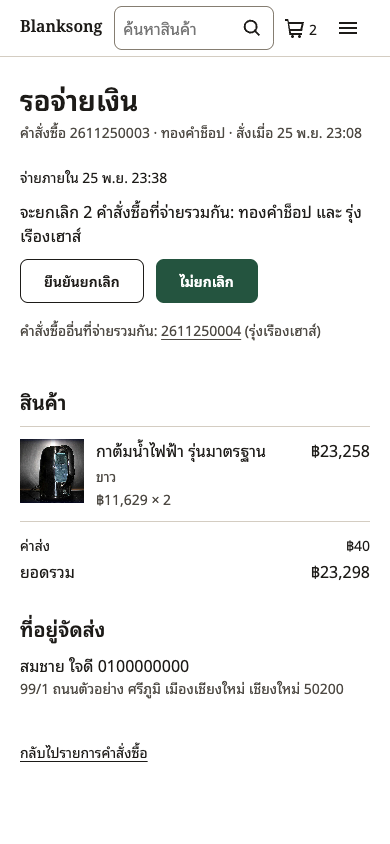 Blanksong
ค้นหาสินค้า
2
รอจ่ายเงิน
คำสั่งซื้อ 2611250003 · ทองคำช็อป · สั่งเมื่อ 25 พ.ย. 23:08
จ่ายภายใน 25 พ.ย. 23:38
จะยกเลิก 2 คำสั่งซื้อที่จ่ายรวมกัน: ทองคำช็อป และ รุ่ง
เรืองเฮาส์
ยืนยันยกเลิก
ไม่ยกเลิก
คำสั่งซื้ออื่นที่จ่ายรวมกัน: 2611250004 (รุ่งเรืองเฮาส์)
สินค้า
กาต้มน้ำไฟฟ้า รุ่นมาตรฐาน ฿23,258
ขาว
฿11,629 × 2
ค่าส่ง ฿40
ยอดรวม ฿23,298
ที่อยู่จัดส่ง
สมชาย ใจดี 0100000000
99/1 ถนนตัวอย่าง ศรีภูมิ เมืองเชียงใหม่ เชียงใหม่ 50200
กลับไปรายการคำสั่งซื้อ